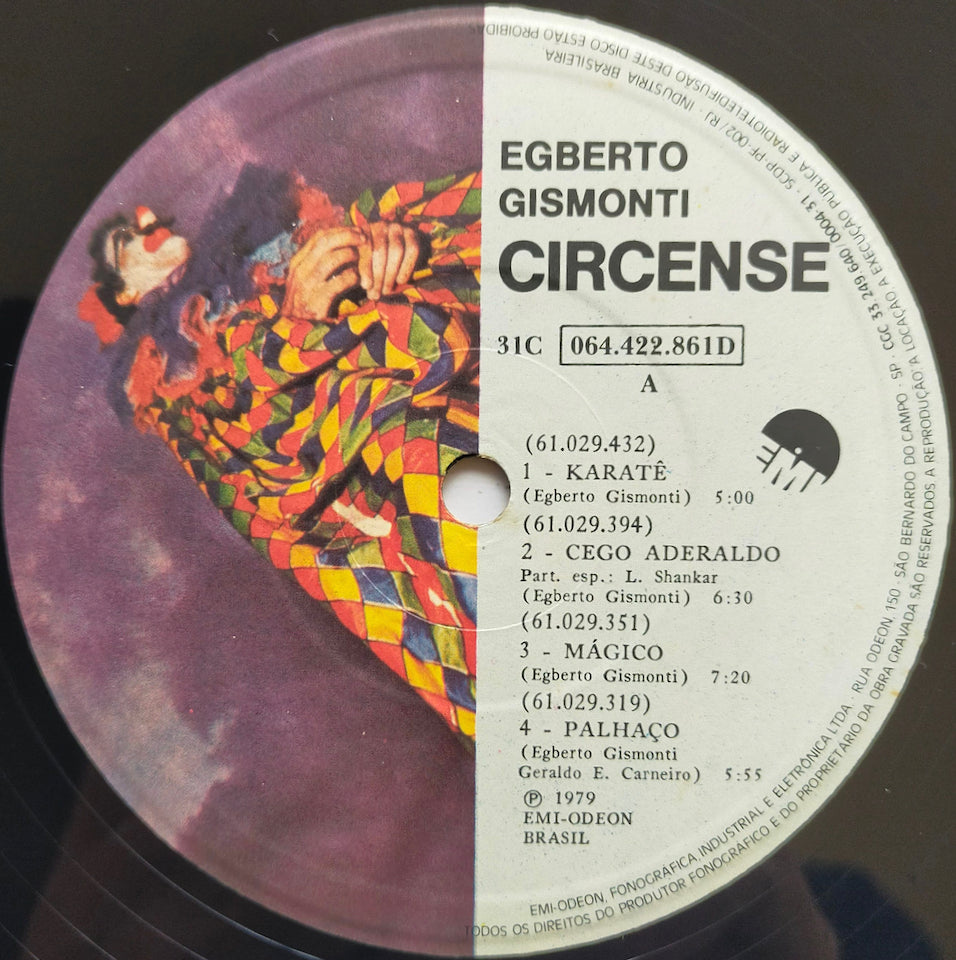 EGBERTO
GISMONTI
CIRCENSE
31C 064.422.861D
A
EMI
(61.029.432)
1 - KARATÊ
(Egberto Gismonti) 5:00
(61.029.394)
2 - CEGO ADERALDO
Part. esp.: L. Shankar
(Egberto Gismonti) 6:30
(61.029.351)
3 - MÁGICO
(Egberto Gismonti) 7:20
(61.029.319)
4 - PALHAÇO
(Egberto Gismonti
Geraldo E. Carneiro) 5:55
℗ 1979
EMI-ODEON
BRASIL
EMI-ODEON, FONOGRÁFICA, INDUSTRIAL E ELETRÔNICA LTDA · RUA ODEON, 150 · SÃO BERNARDO DO CAMPO · SP · CGC 33 249 640/0004 31 · SCDP-PF-002/RJ · INDUSTRIA BRASILEIRA
TODOS OS DIREITOS DO PRODUTOR FONOGRAFICO E DO PROPRIETARIO DA OBRA GRAVADA SÃO RESERVADOS A REPRODUÇÃO A LOCAÇÃO A EXECUÇÃO PUBLICA E RADIOTELEDIFUSÃO DESTE DISCO ESTÃO PROIBIDAS